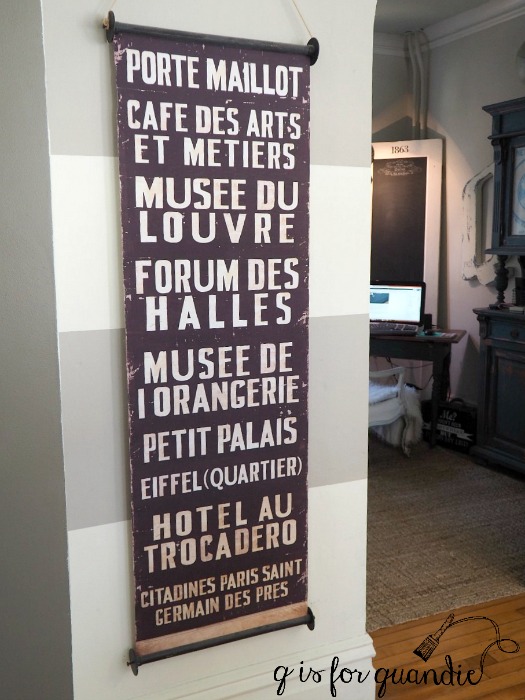 PORTE MAILLOT
CAFE DES ARTS
ET METIERS
MUSEE DU
LOUVRE
FORUM DES
HALLES
MUSEE DE
l ORANGERIE
PETIT PALAIS
EIFFEL (QUARTIER)
HOTEL AU
TROCADERO
CITADINES PARIS SAINT
GERMAIN DES PRES
1863
g is for guandie